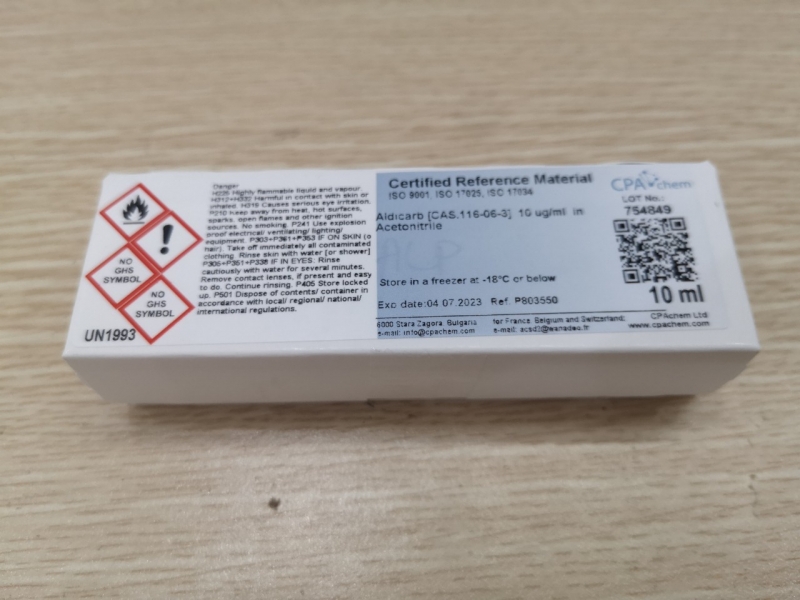 Danger
H225 Highly flammable liquid and vapour.
H312+H332 Harmful in contact with skin or
inhaled. H319 Causes serious eye irritation.
P210 Keep away from heat, hot surfaces,
sparks, open flames and other ignition
sources. No smoking. P241 Use explosion
proof electrical/ ventilating/ lighting/
equipment. P303+P361+P353 IF ON SKIN (o
hair). Take off immediately all contaminated
clothing. Rinse skin with water [or shower]
P305+P351+P338 IF IN EYES: Rinse
cautiously with water for several minutes.
Remove contact lenses, if present and easy
to do. Continue rinsing. P405 Store locked
up. P501 Dispose of contents/ container in
accordance with local/ regional/ national/
international regulations.
NO
GHS
SYMBOL
NO
GHS
SYMBOL
UN1993
Certified Reference Material
ISO 9001, ISO 17025, ISO 17034
Aldicarb [CAS.116-06-3] 10 ug/ml in
Acetonitrile
Store in a freezer at -18°C or below
Exp date:04.07.2023 Ref. P803550
6000 Stara Zagora, Bulgaria
e-mail: info@cpachem.com
for France, Belgium and Switzerland:
e-mail:
CPAchem
LOT No.:
754849
10 ml
CPAchem Ltd
www.cpachem.com